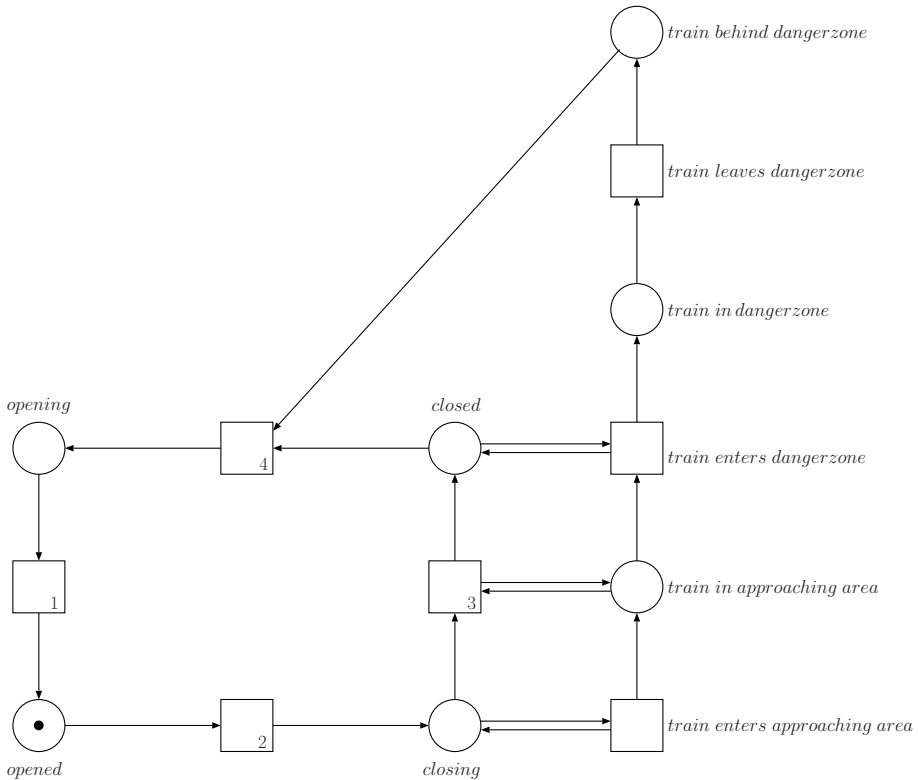 train behind dangerzone
train leaves dangerzone
train in dangerzone
opening
closed
4
train enters dangerzone
1
3
train in approaching area
2
train enters approaching area
opened
closing